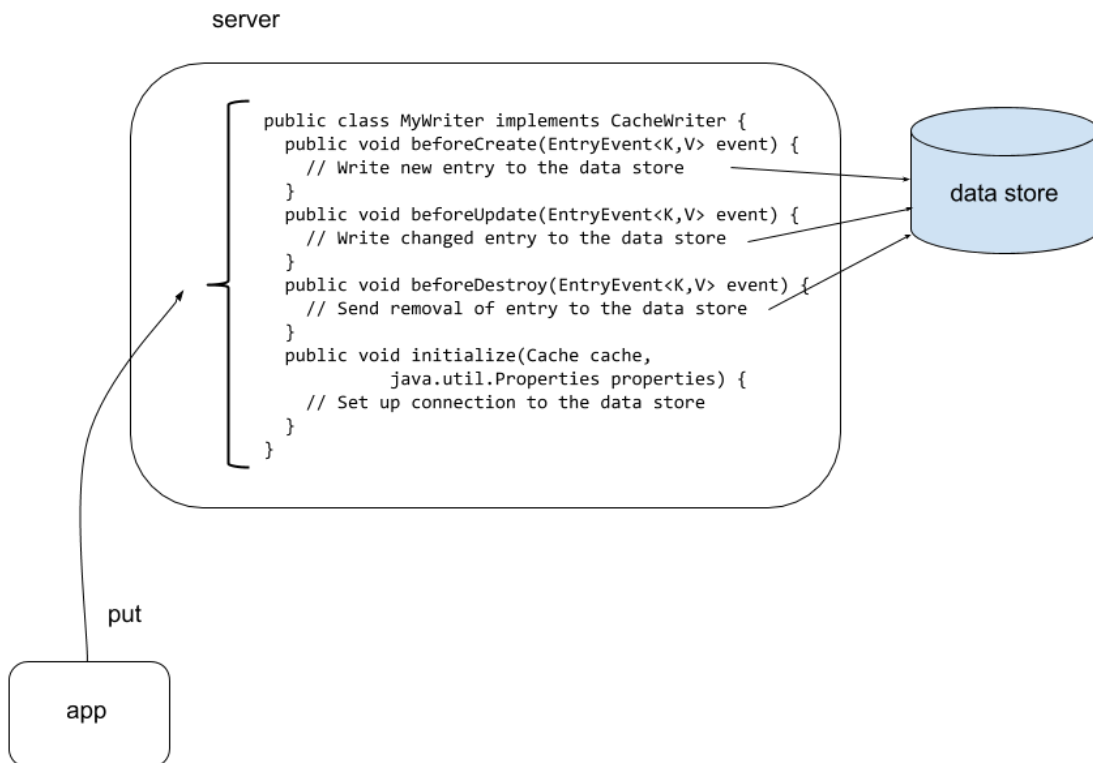 server
public class MyWriter implements CacheWriter {
  public void beforeCreate(EntryEvent<K,V> event) {
    // Write new entry to the data store
  }
  public void beforeUpdate(EntryEvent<K,V> event) {
    // Write changed entry to the data store
  }
  public void beforeDestroy(EntryEvent<K,V> event) {
    // Send removal of entry to the data store
  }
  public void initialize(Cache cache,
            java.util.Properties properties) {
    // Set up connection to the data store
  }
}
data store
put
app